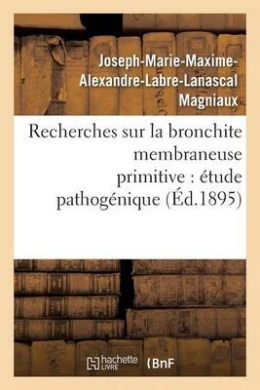 Joseph-Marie-Maxime-
Alexandre-Labre-Lanascal
Magniaux
Recherches sur la bronchite
membraneuse
primitive : étude
pathogénique (Éd.1895)
hachette
LIVRE
{BnF